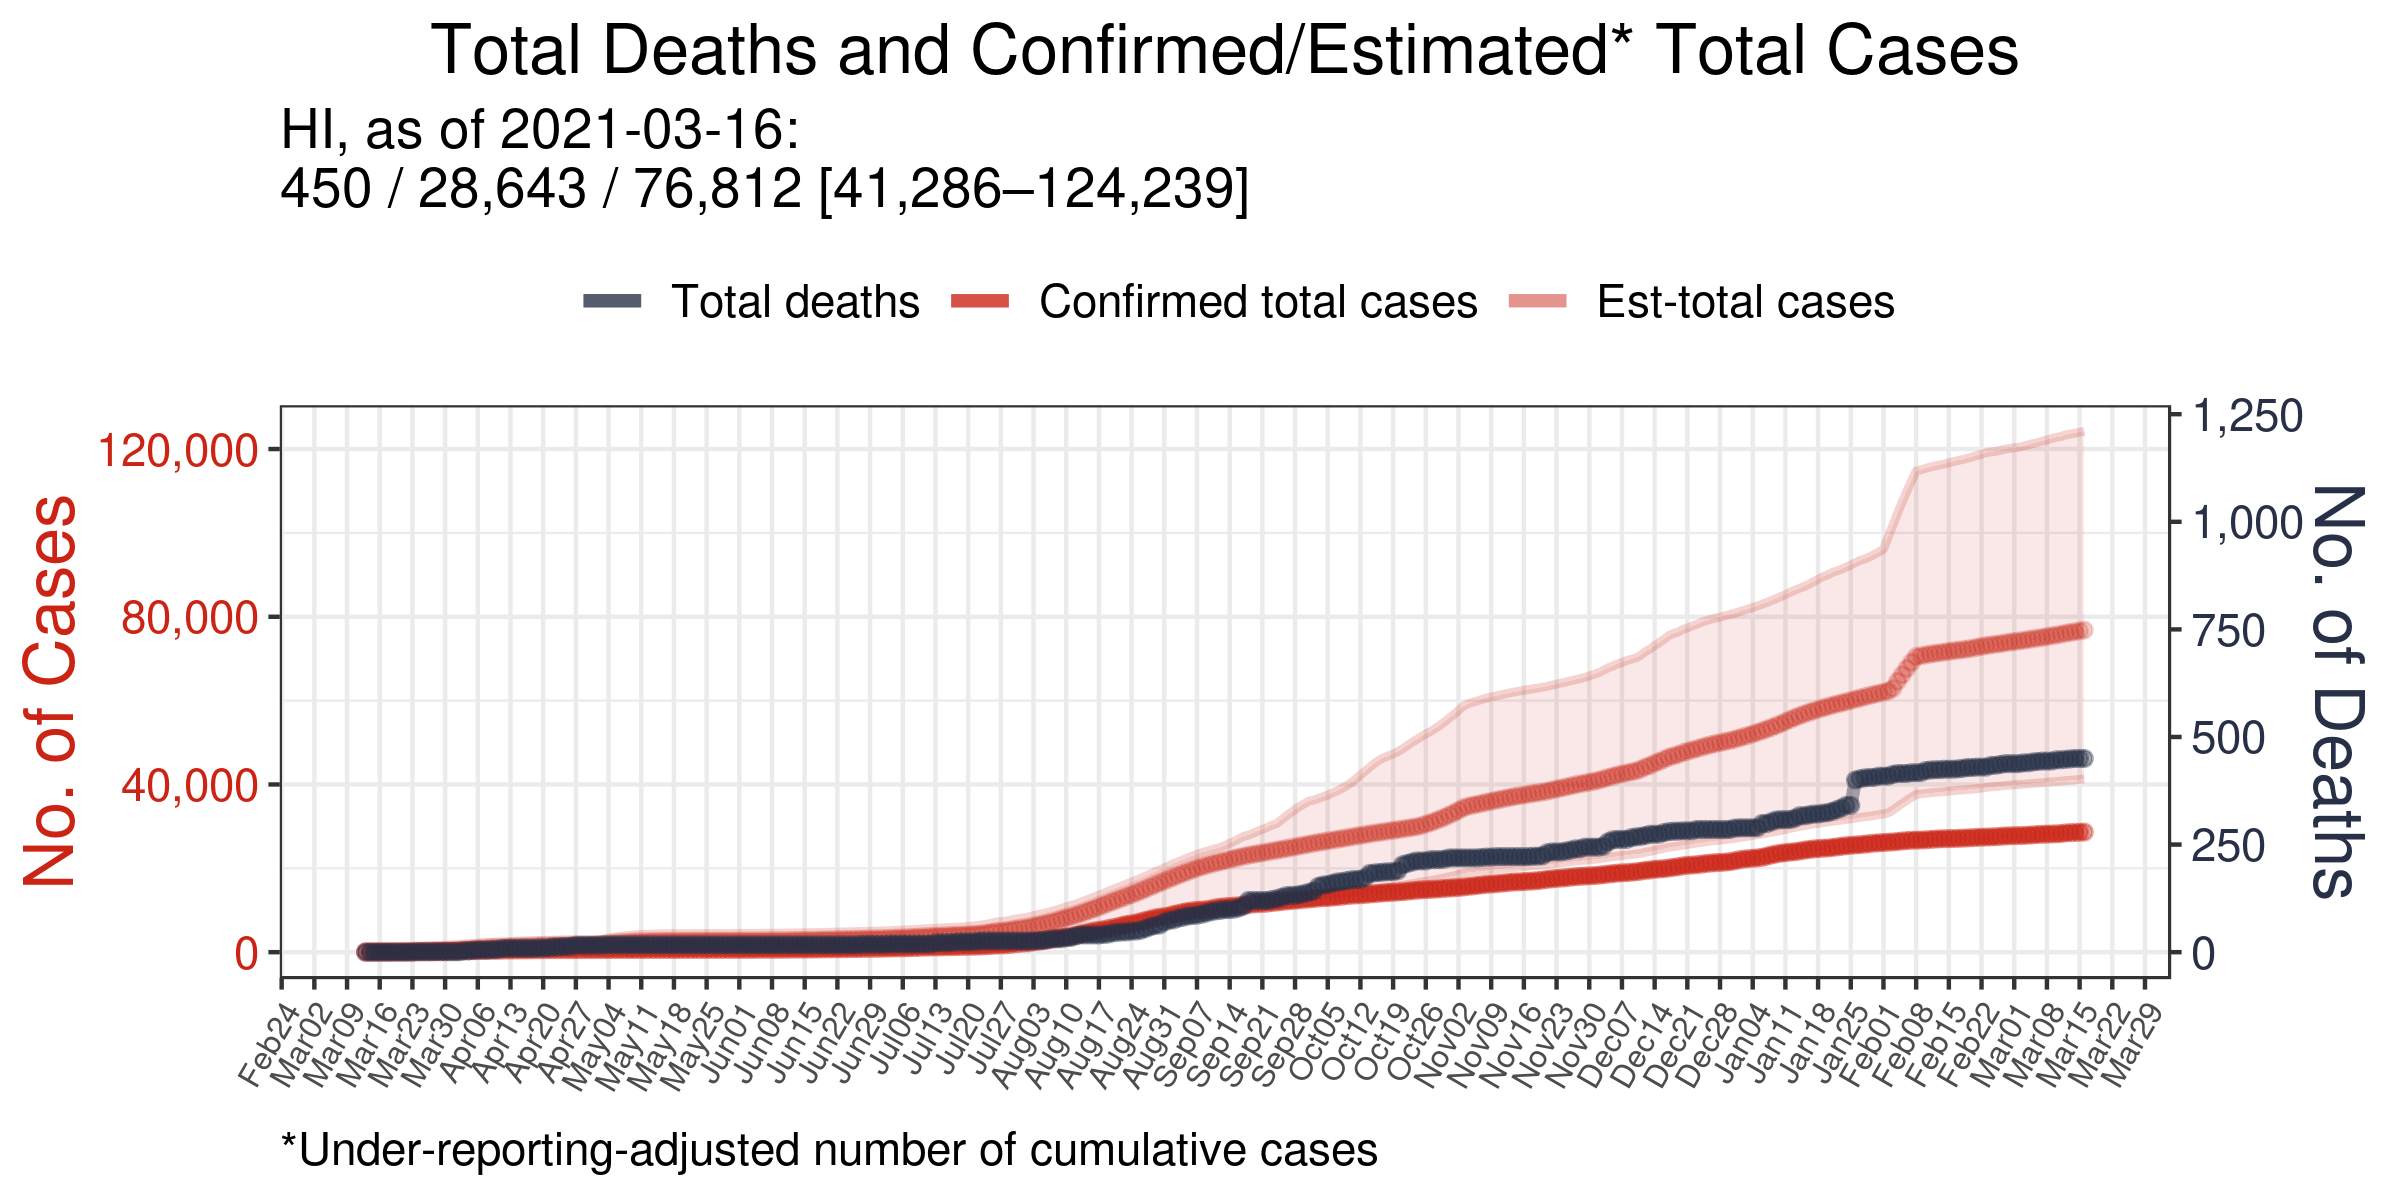 Total Deaths and Confirmed/Estimated* Total Cases
HI, as of 2021-03-16:
450 / 28,643 / 76,812 [41,286–124,239]
Total deaths
Confirmed total cases
Est-total cases
No. of Cases
120,000
80,000
40,000
0
1,250
1,000
750
500
250
0
No. of Deaths
Feb24
Mar02
Mar09
Mar16
Mar23
Mar30
Apr06
Apr13
Apr20
Apr27
May04
May11
May18
May25
Jun01
Jun08
Jun15
Jun22
Jun29
Jul06
Jul13
Jul20
Jul27
Aug03
Aug10
Aug17
Aug24
Aug31
Sep07
Sep14
Sep21
Sep28
Oct05
Oct12
Oct19
Oct26
Nov02
Nov09
Nov16
Nov23
Nov30
Dec07
Dec14
Dec21
Dec28
Jan04
Jan11
Jan18
Jan25
Feb01
Feb08
Feb15
Feb22
Mar01
Mar08
Mar15
Mar22
Mar29
*Under-reporting-adjusted number of cumulative cases